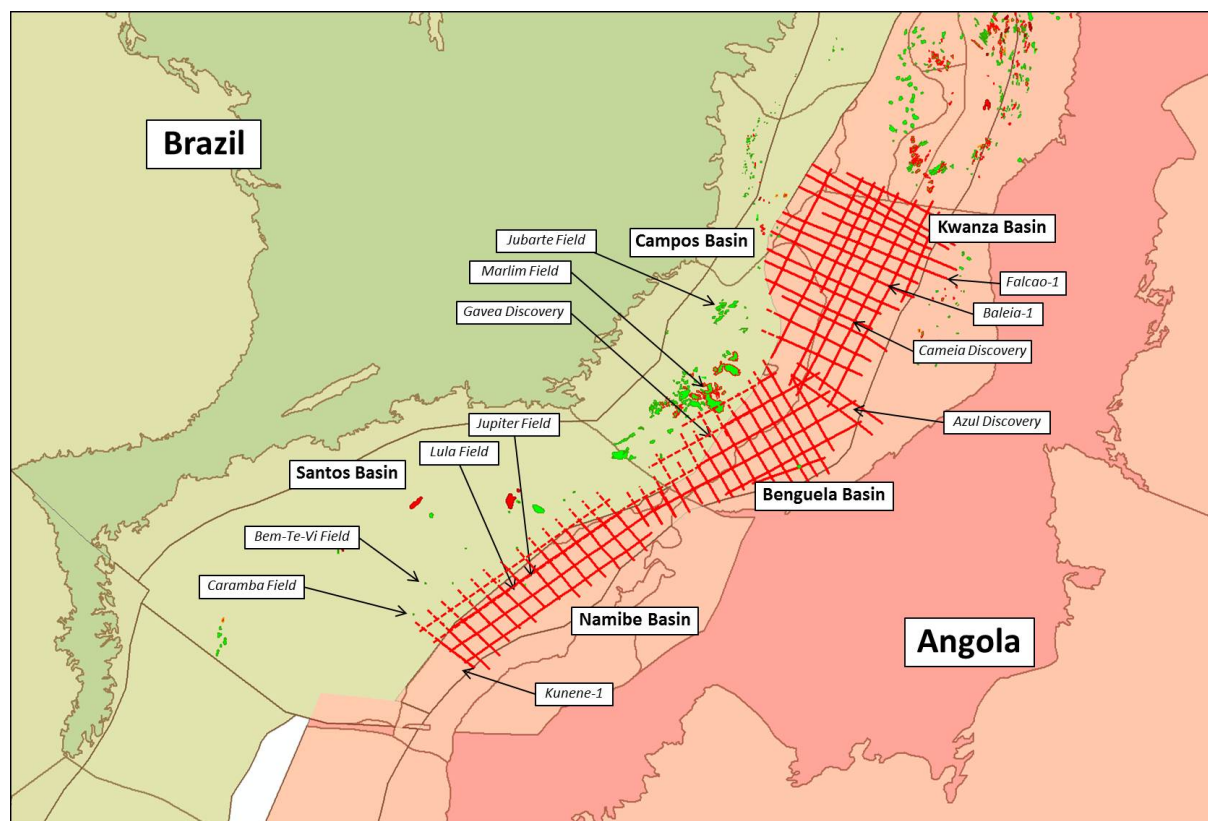 Brazil
Kwanza Basin
Campos Basin
Jubarte Field
Marlim Field
Falcao-1
Gavea Discovery
Baleia-1
Cameia Discovery
Azul Discovery
Jupiter Field
Lula Field
Santos Basin
Benguela Basin
Bem-Te-Vi Field
Caramba Field
Namibe Basin
Angola
Kunene-1